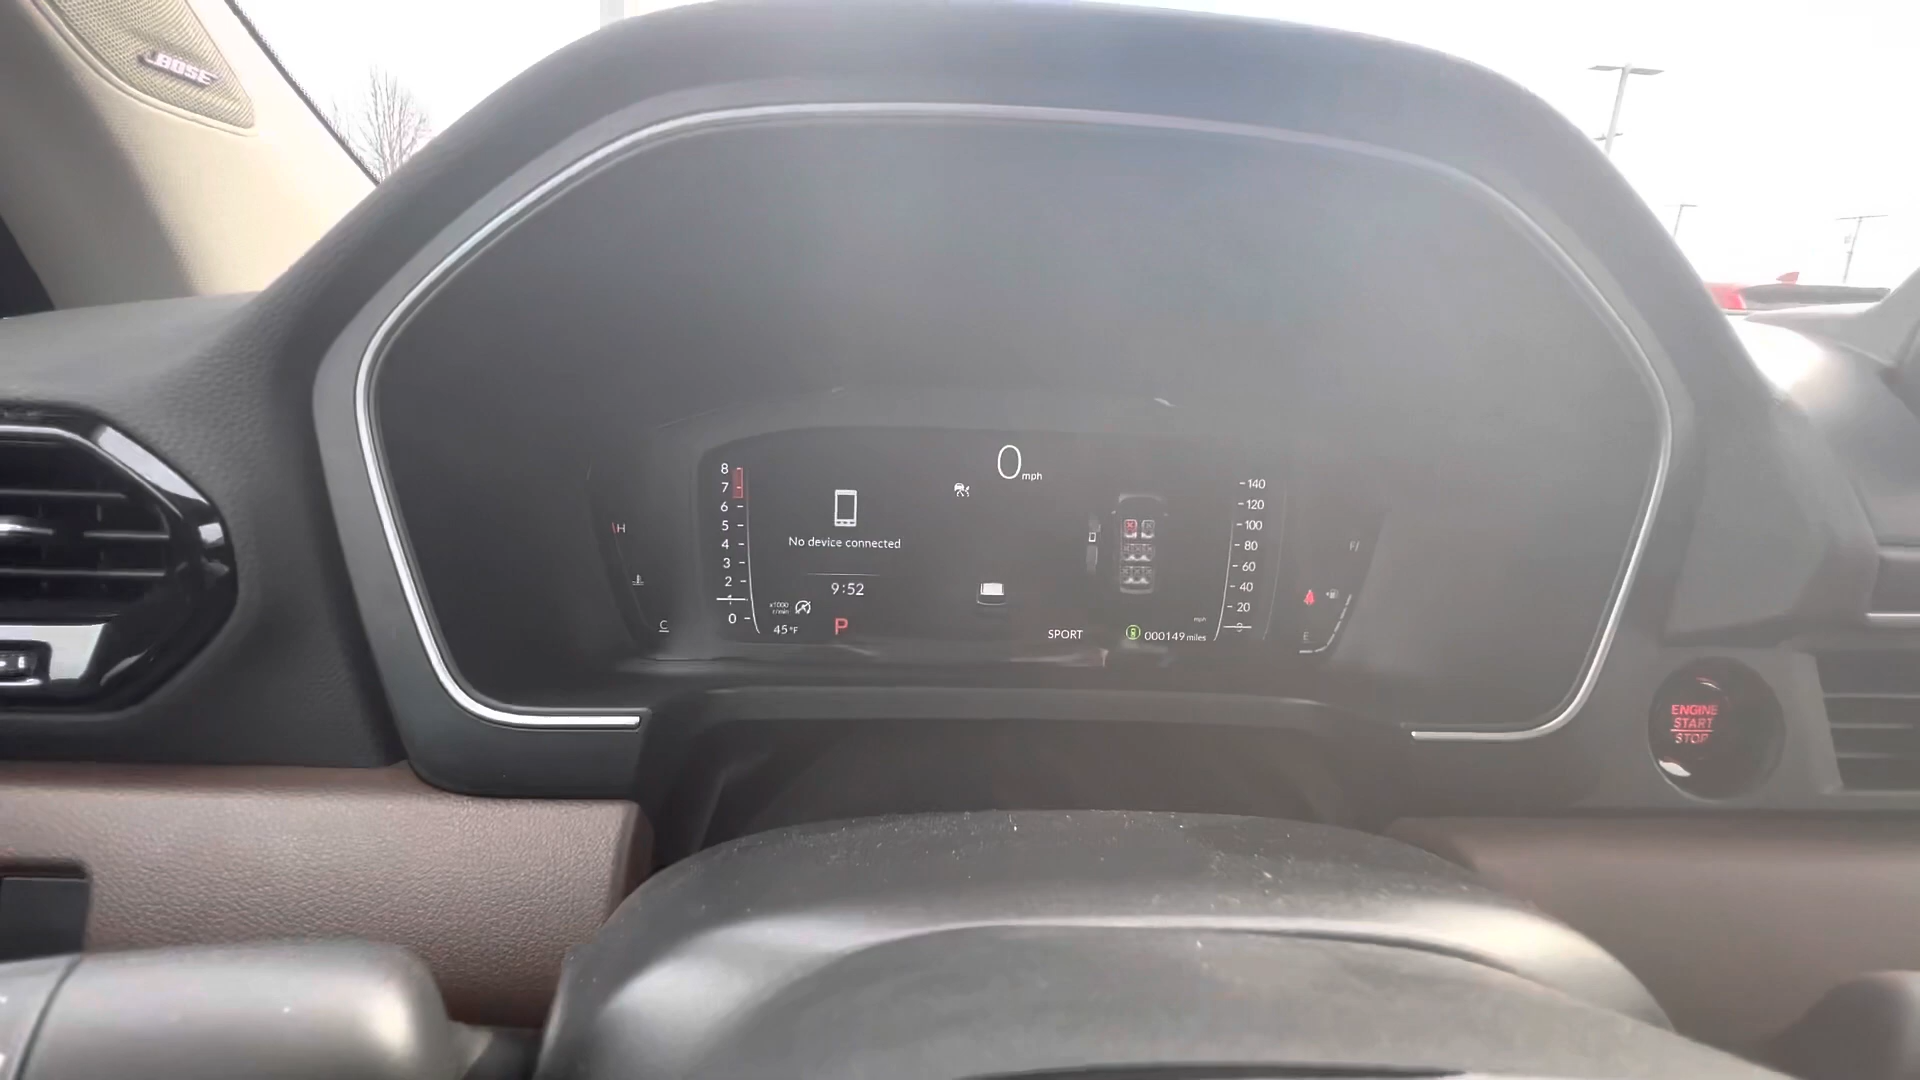 BOSE
0 mph
8
7
6
5
4
3
2
1
0
x1000
r/min
No device connected
9:52
45°F
P
SPORT
000149 miles
140
120
100
80
60
40
20
0
mph
H
C
F
E
ENGINE
START
STOP